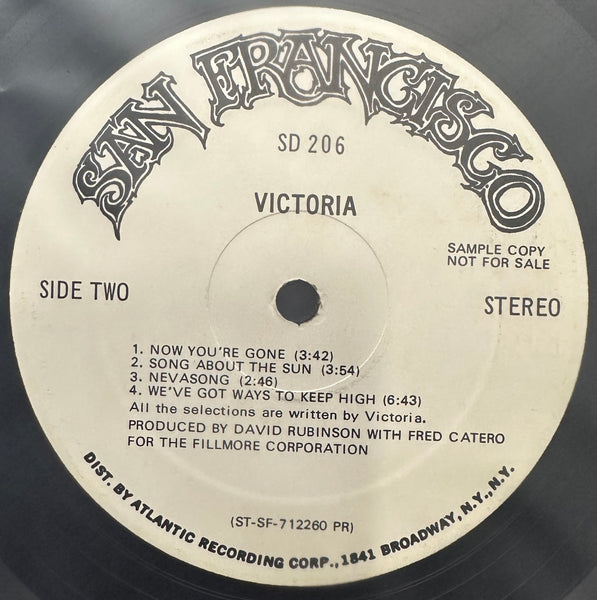 SAN FRANCISCO
SD 206
VICTORIA
SAMPLE COPY
NOT FOR SALE
SIDE TWO
STEREO
1. NOW YOU'RE GONE (3:42)
2. SONG ABOUT THE SUN (3:54)
3. NEVASONG (2:46)
4. WE'VE GOT WAYS TO KEEP HIGH (6:43)
All the selections are written by Victoria.
PRODUCED BY DAVID RUBINSON WITH FRED CATERO
FOR THE FILLMORE CORPORATION
(ST-SF-712260 PR)
DIST. BY ATLANTIC RECORDING CORP., 1841 BROADWAY, N.Y., N.Y.